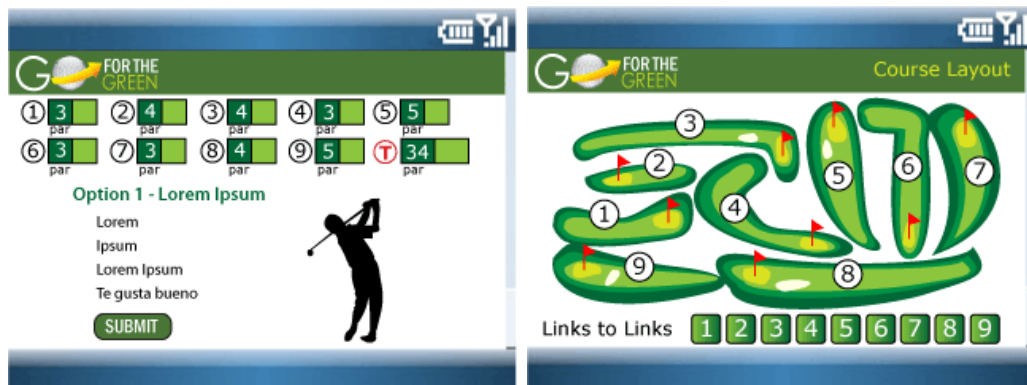 GO FOR THE
GREEN
1 3 2 4 3 4 4 3 5 5
par par par par par
6 3 7 3 8 4 9 5 T 34
par par par par par
Option 1 - Lorem Ipsum
Lorem
Ipsum
Lorem Ipsum
Te gusta bueno
SUBMIT
GO FOR THE
GREEN
Course Layout
3
2
1
4
5
6
7
9
8
Links to Links 1 2 3 4 5 6 7 8 9